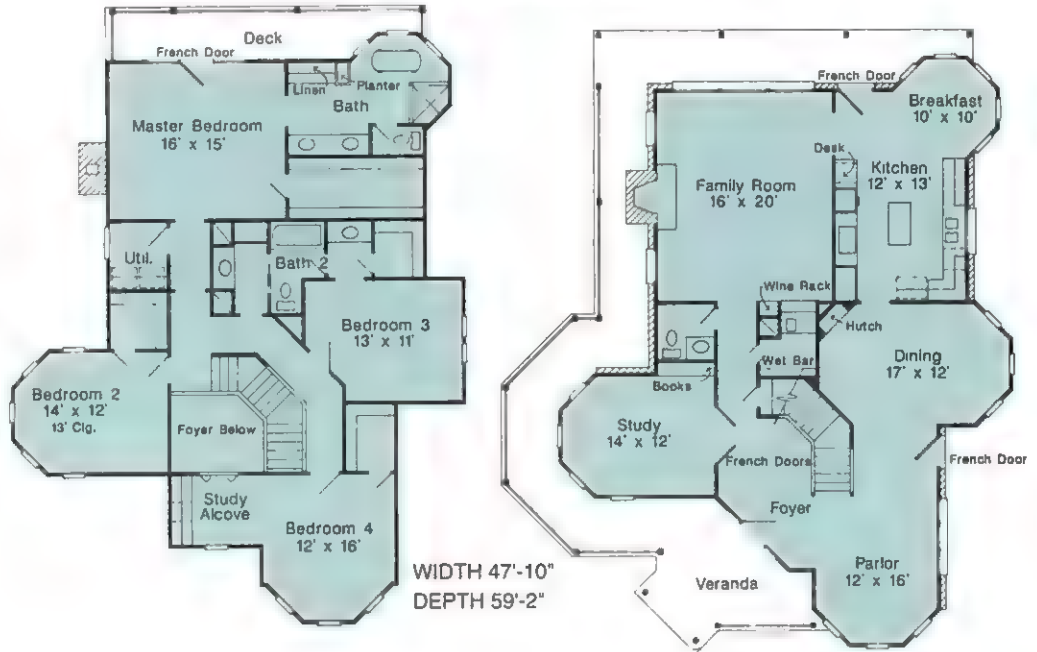 Deck
French Door
Linen
Planter
Bath
Master Bedroom
16' x 15'
Util.
Bath 2
Bedroom 3
13' x 11'
Bedroom 2
14' x 12'
13' Clg.
Foyer Below
Study
Alcove
Bedroom 4
12' x 16'
WIDTH 47'-10"
DEPTH 59'-2"
French Door
Breakfast
10' x 10'
Desk
Kitchen
12' x 13'
Family Room
16' x 20'
Wine Rack
Hutch
Wet Bar
Dining
17' x 12'
Books
Study
14' x 12'
French Doors
French Door
Foyer
Parlor
12' x 16'
Veranda